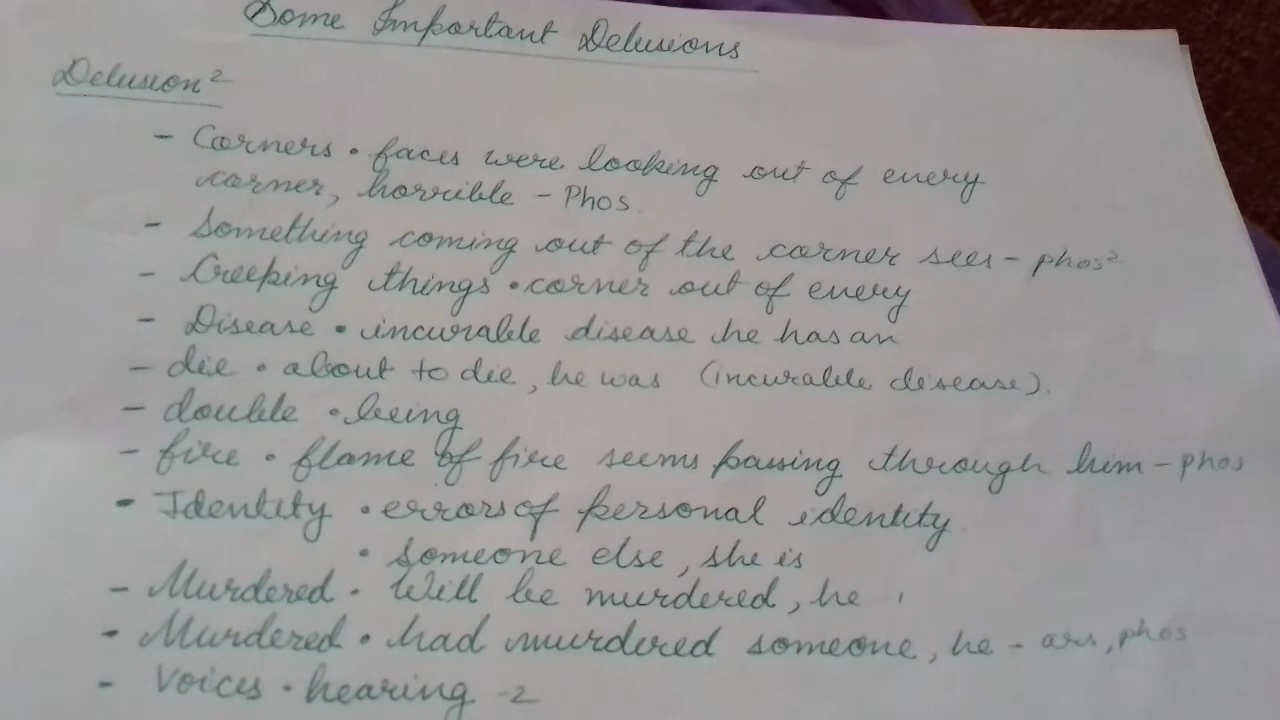 Some Important Delusions
Delusion²
- Corners • faces were looking out of every
corner, horrible - Phos.
- Something coming out of the corner sees - phos²
- Creeping things • corner out of every
- Disease • incurable disease he has an
- die • about to die, he was (incurable disease).
- double • being
- fire • flame of fire seems passing through him - phos
- Identity • errors of personal identity
• Someone else, she is
- Murdered • Will be murdered, he
- Murdered • had murdered someone, he - ars, phos
- Voices • hearing -2